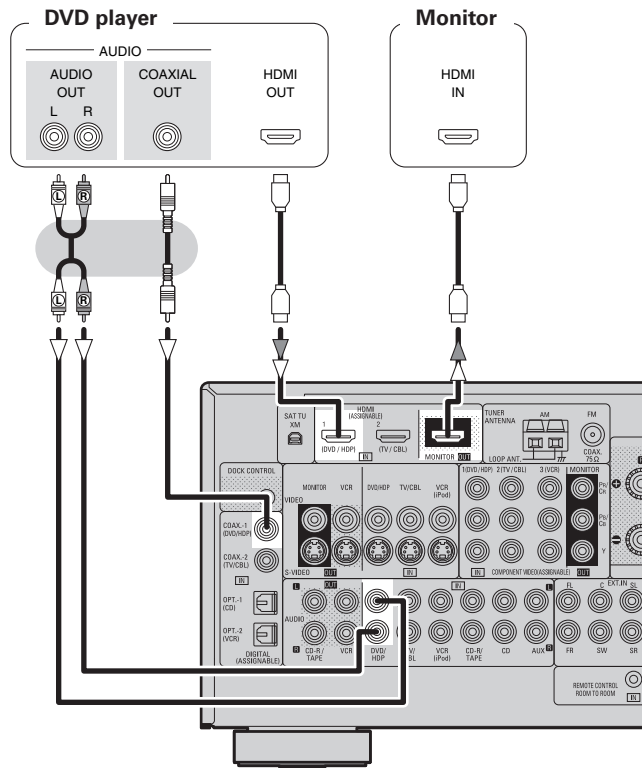 DVD player
Monitor
AUDIO
AUDIO OUT
COAXIAL OUT
HDMI OUT
HDMI IN
L R
L R
L R
SAT TU
XM
HDMI
(ASSIGNABLE)
1
2
(DVD / HDP)
IN
(TV / CBL)
MONITOR OUT
TUNER
ANTENNA
AM
FM
LOOP ANT.
COAX.
75Ω
DOCK CONTROL
MONITOR
VCR
DVD/HDP
TV/CBL
VCR
(iPod)
VIDEO
S-VIDEO
OUT
IN
1(DVD/ HDP)
2(TV / CBL)
3 (VCR)
MONITOR
PR/
CR
PB/
CB
Y
IN
COMPONENT VIDEO(ASSIGNABLE)
OUT
COAX.-1
(DVD/HDP)
COAX.-2
(TV/CBL)
IN
OPT.-1
(CD)
OPT.-2
(VCR)
DIGITAL
(ASSIGNABLE)
L
OUT
IN
L
AUDIO
R
CD-R /
TAPE
VCR
DVD/
HDP
VCR
(iPod)
CD-R /
TAPE
CD
AUX
R
EXT.IN
FL
C
SL
FR
SW
SR
REMOTE CONTROL
ROOM TO ROOM
IN